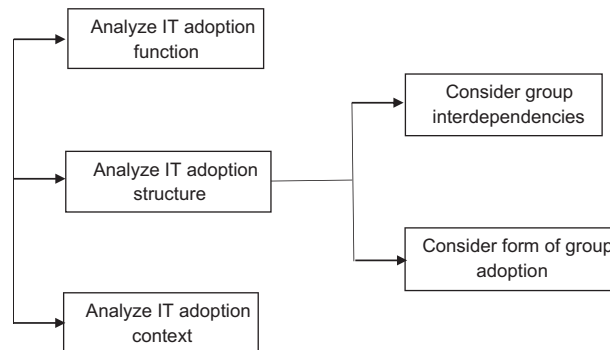 Analyze IT adoption
function
Consider group
interdependencies
Analyze IT adoption
structure
Consider form of group
adoption
Analyze IT adoption
context